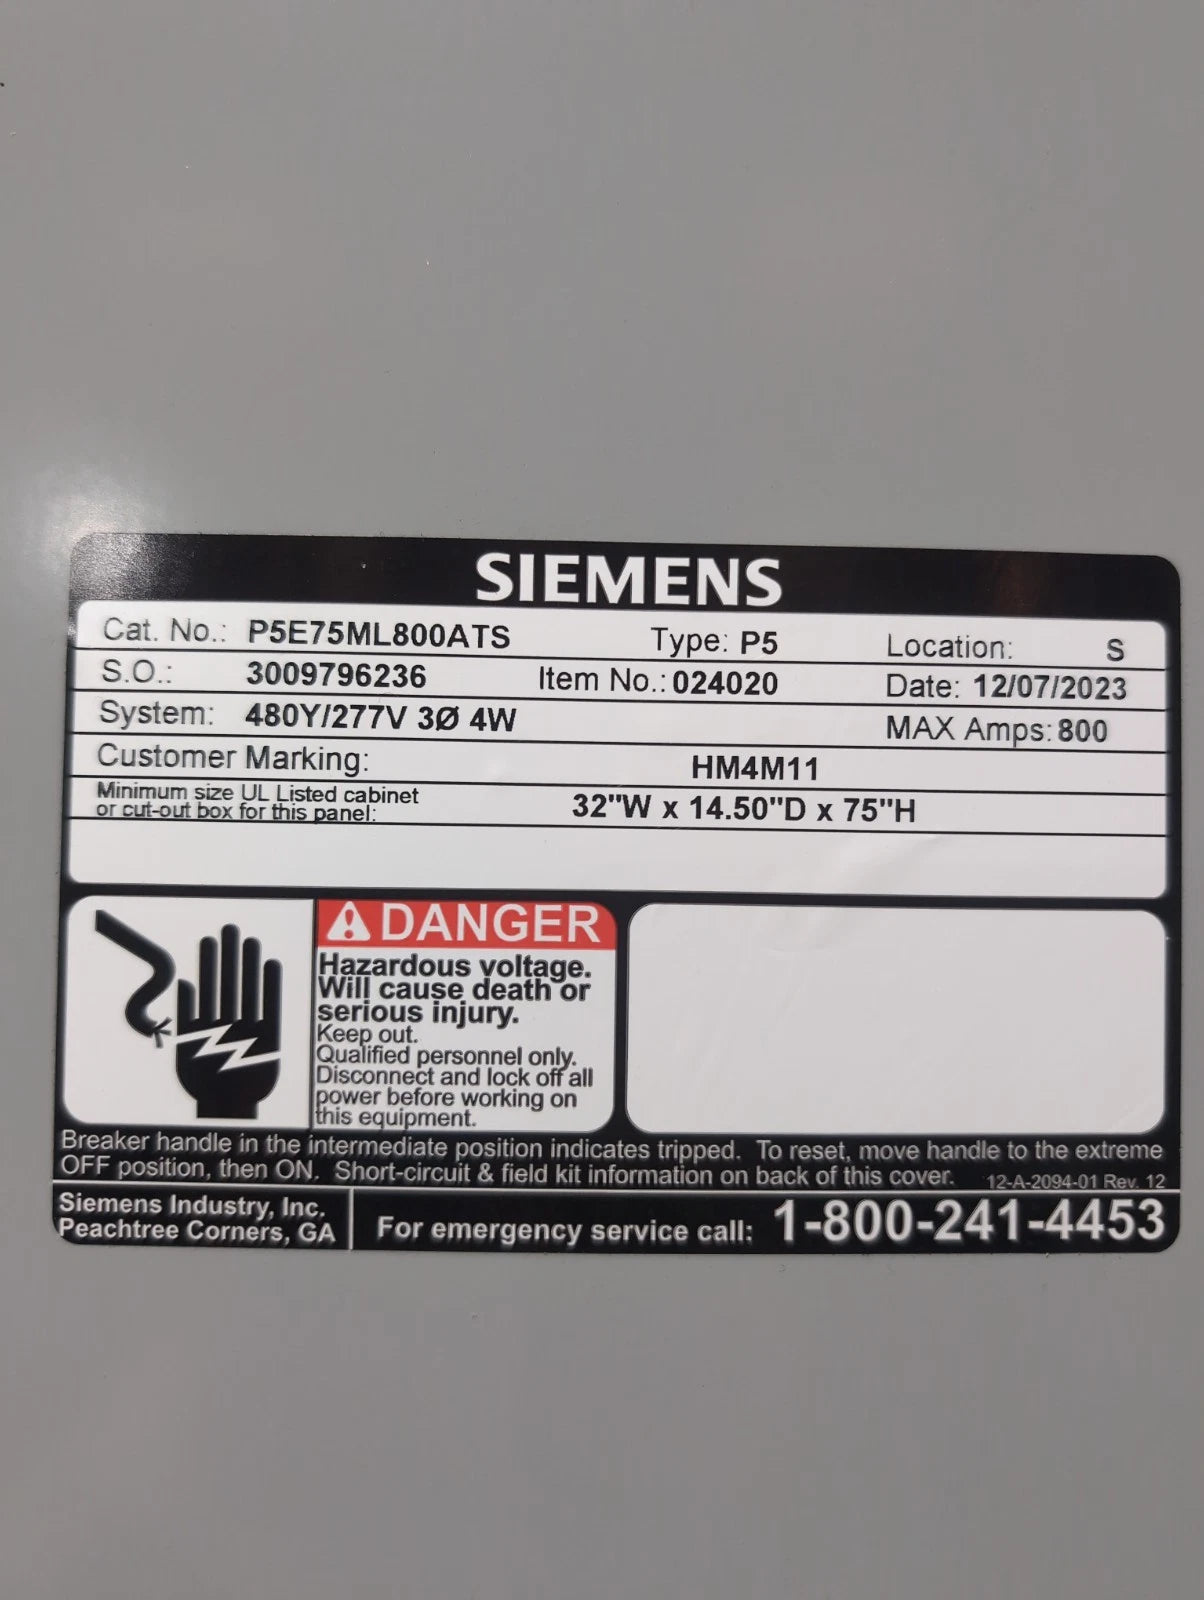 SIEMENS
Cat. No.: P5E75ML800ATS Type: P5 Location: S
S.O.: 3009796236 Item No.: 024020 Date: 12/07/2023
System: 480Y/277V 3Ø 4W MAX Amps: 800
Customer Marking: HM4M11
Minimum size UL Listed cabinet
or cut-out box for this panel: 32"W x 14.50"D x 75"H
DANGER
Hazardous voltage.
Will cause death or
serious injury.
Keep out.
Qualified personnel only.
Disconnect and lock off all
power before working on
this equipment.
Breaker handle in the intermediate position indicates tripped. To reset, move handle to the extreme
OFF position, then ON. Short-circuit & field kit information on back of this cover. 12-A-2094-01 Rev. 12
Siemens Industry, Inc.
Peachtree Corners, GA
For emergency service call: 1-800-241-4453